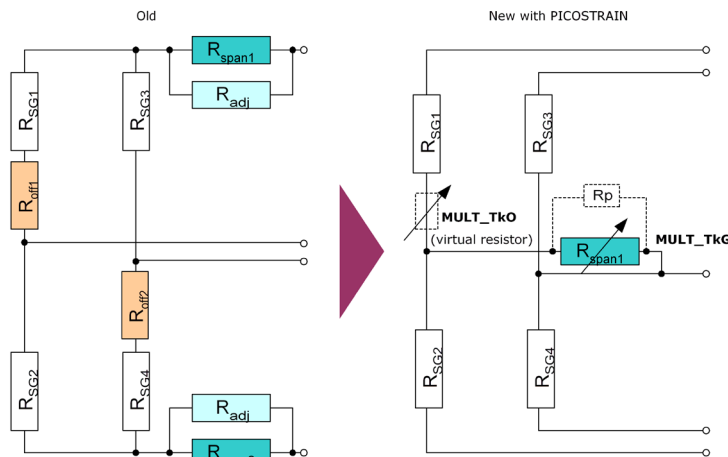 Old
New with PICOSTRAIN
Rspan1
Radj
RSG1
RSG3
Roff1
Roff2
RSG2
RSG4
Radj
R
RSG1
RSG3
MULT_TkO
(virtual resistor)
Rp
MULT_TkG
Rspan1
RSG2
RSG4